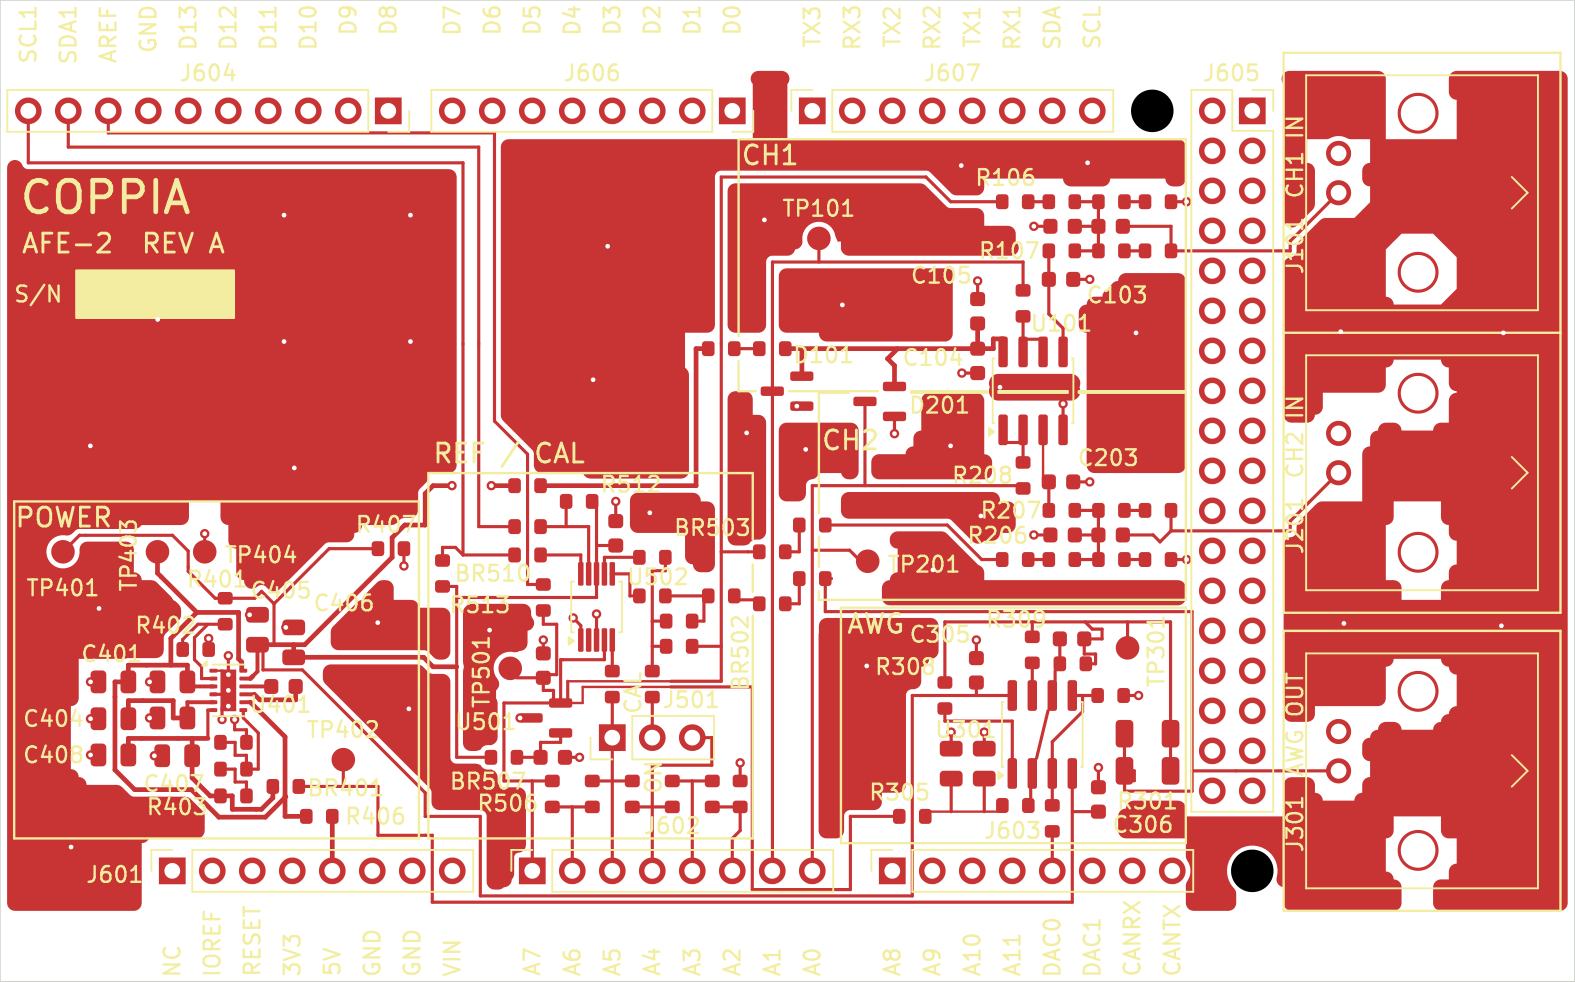 SCL1 SDA1 AREF GND D13 D12 D11 D10 D9 D8 D7 D6 D5 D4 D3 D2 D1 D0 TX3 RX3 TX2 RX2 TX1 RX1 SDA SCL
J604 J606 J607 J605
COPPIA
AFE-2 REV A
S/N
CH1
R106
TP101
R107
C105
C103
U101
D101
C104
D201
CH2
C203
R208
R207
R206
TP201
CH1 IN
J101
CH2 IN
J201
AWG OUT
J301
REF / CAL
R512
BR503
BR510
U502
R513
TP501
U501
CAL
J501
BR502
BR507
R506
ON
J602
POWER
R407
TP403
TP404
TP401
R401
C405
C406
R402
C401
U401
C404
TP402
C408
C407
BR401
R403
R406
J601
AWG
R309
C305
R308
TP301
U301
R305
R301
J603
C306
NC IOREF RESET 3V3 5V GND GND VIN A7 A6 A5 A4 A3 A2 A1 A0 A8 A9 A10 A11 DAC0 DAC1 CANRX CANTX